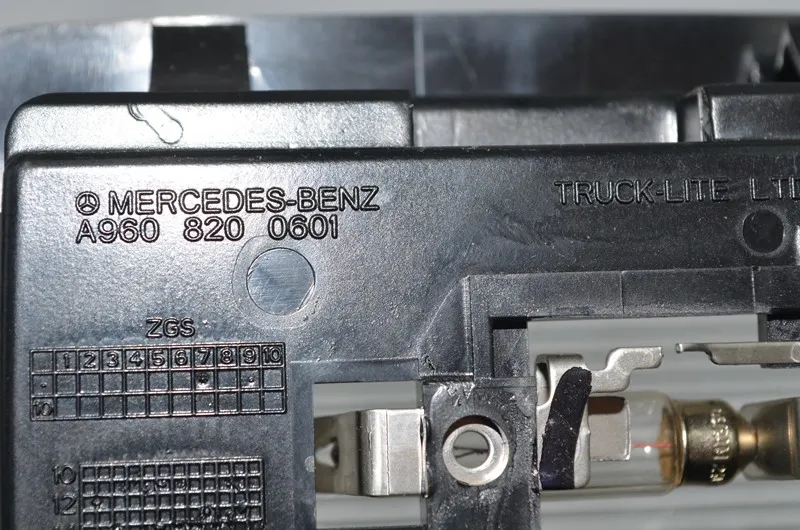 MERCEDES-BENZ
A960 820 0601
TRUCK-LITE LTD
ZGS
1 2 3 4 5 6 7 8 9 10
10
12